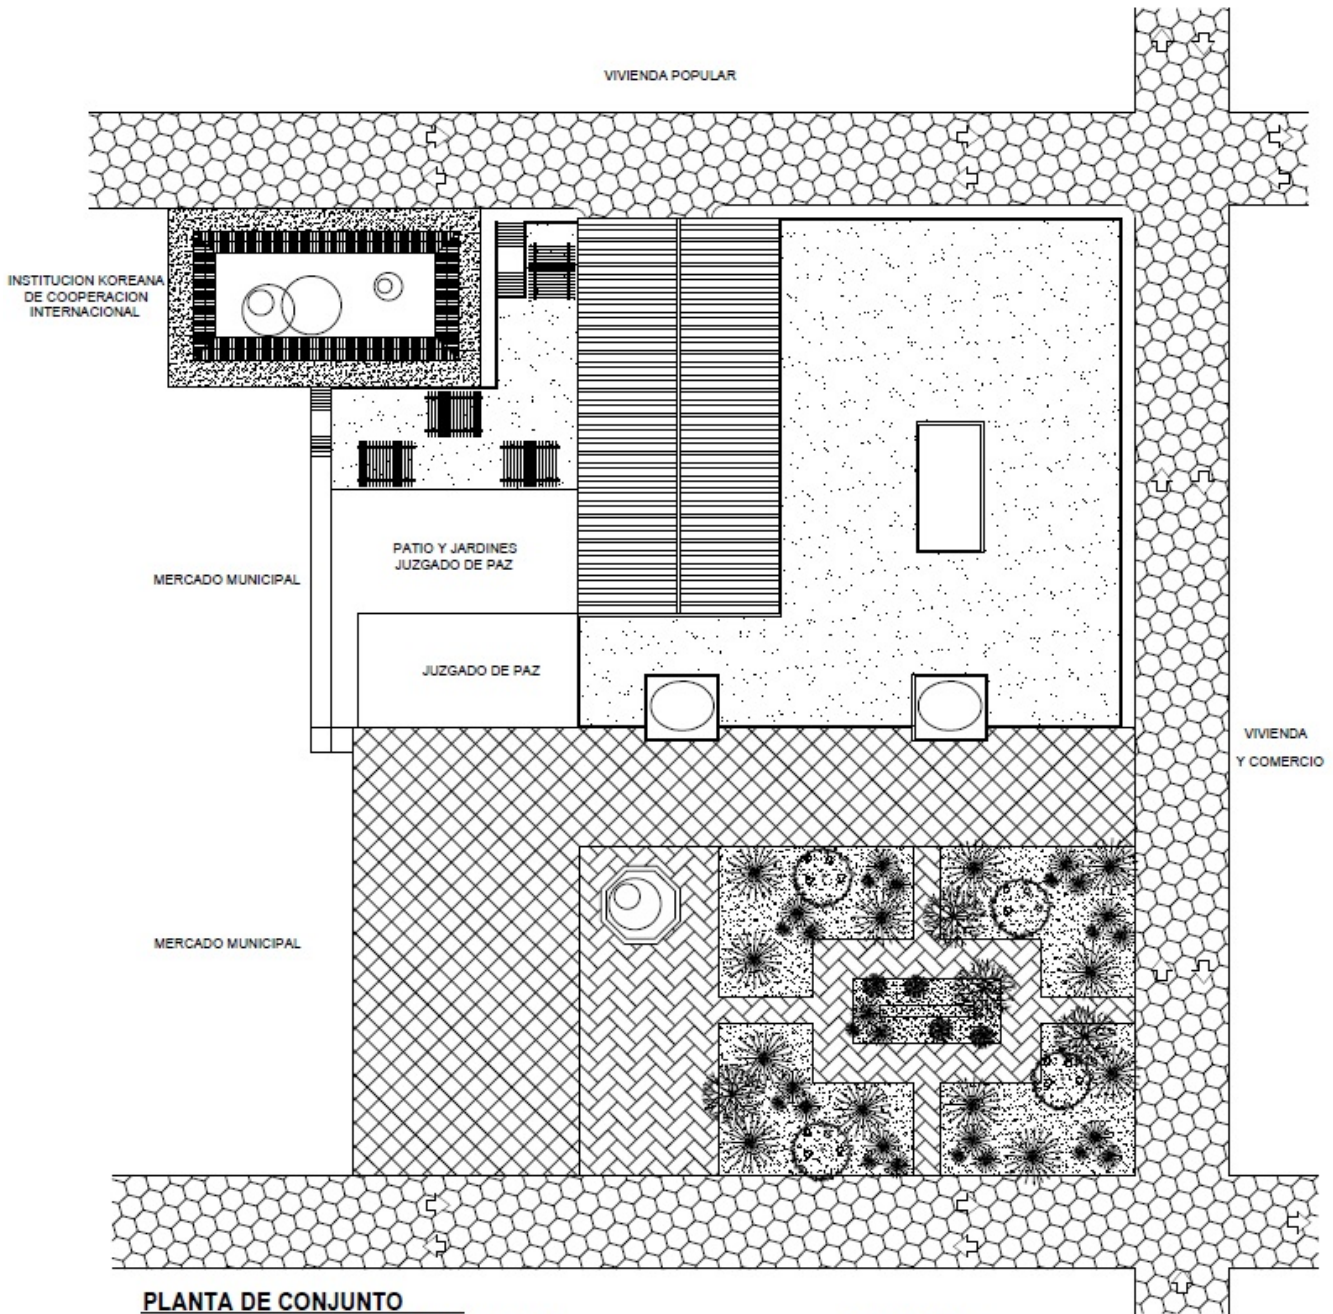 VIVIENDA POPULAR
INSTITUCION KOREANA
DE COOPERACION
INTERNACIONAL
PATIO Y JARDINES
JUZGADO DE PAZ
MERCADO MUNICIPAL
JUZGADO DE PAZ
VIVIENDA
Y COMERCIO
MERCADO MUNICIPAL
PLANTA DE CONJUNTO